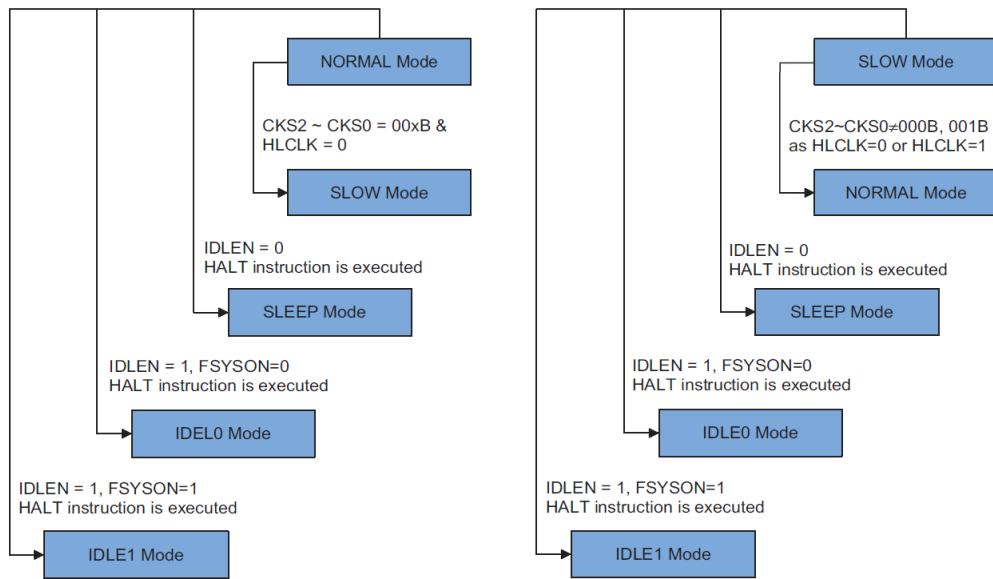 NORMAL Mode
CKS2 ~ CKS0 = 00xB &
HLCLK = 0
SLOW Mode
IDLEN = 0
HALT instruction is executed
SLEEP Mode
IDLEN = 1, FSYSON=0
HALT instruction is executed
IDEL0 Mode
IDLEN = 1, FSYSON=1
HALT instruction is executed
IDLE1 Mode
SLOW Mode
CKS2~CKS0≠000B, 001B
as HLCLK=0 or HLCLK=1
NORMAL Mode
IDLEN = 0
HALT instruction is executed
SLEEP Mode
IDLEN = 1, FSYSON=0
HALT instruction is executed
IDLE0 Mode
IDLEN = 1, FSYSON=1
HALT instruction is executed
IDLE1 Mode